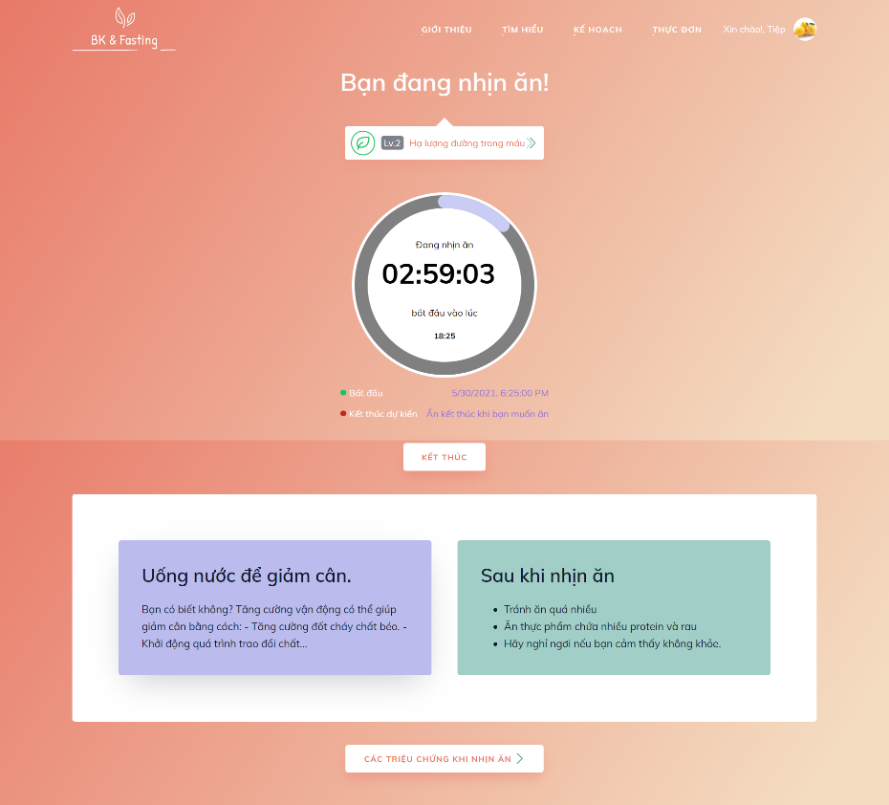 BK & Fasting
GIỚI THIỆU TÌM HIỂU KẾ HOẠCH THỰC ĐƠN Xin chào!, Tiệp
Bạn đang nhịn ăn!
Lv.2 Hạ lượng đường trong máu
Đang nhịn ăn
02:59:03
bắt đầu vào lúc
18:25
Bắt đầu 5/30/2021, 6:25:00 PM
Kết thúc dự kiến Ấn kết thúc khi bạn muốn ăn
KẾT THÚC
Uống nước để giảm cân.
Bạn có biết không? Tăng cường vận động có thể giúp
giảm cân bằng cách: - Tăng cường đốt cháy chất béo. -
Khởi động quá trình trao đổi chất...
Sau khi nhịn ăn
Tránh ăn quá nhiều
Ăn thực phẩm chứa nhiều protein và rau
Hãy nghỉ ngơi nếu bạn cảm thấy không khỏe.
CÁC TRIỆU CHỨNG KHI NHỊN ĂN